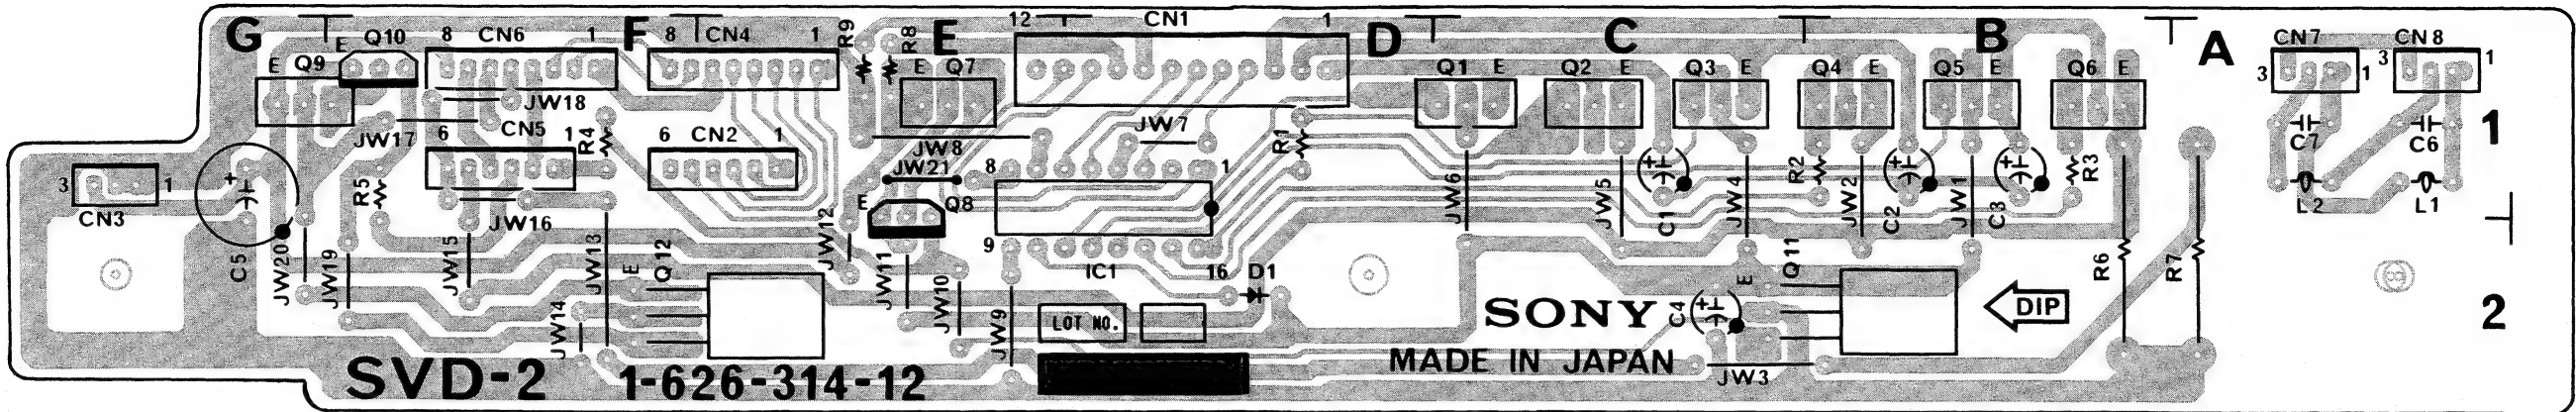 G E Q10 8 CN6 1 F 8 CN4 1 R9 R8 E 12 CN1 1 D C B A CN7 CN8
E Q9 E Q7 Q1 E Q2 E Q3 E Q4 E Q5 E Q6 E 3 1 3 1
JW18
JW17 6 CN5 1 R4 6 CN2 1 JW8 JW7 R1 C7 C6 1
JW21 8 1
3 1 R5 E Q8 JW6 JW5 C1 JW4 R2 JW2 C2 JW1 C3 R3 L2 L1
CN3 JW16 JW12
C5 JW20 JW19 JW15 JW13 E Q12 JW11 JW10 9 IC1 16 D1 E Q11 R6 R7
JW14 JW9 LOT NO. SONY C4 DIP 2
SVD-2 1-626-314-12 MADE IN JAPAN JW3